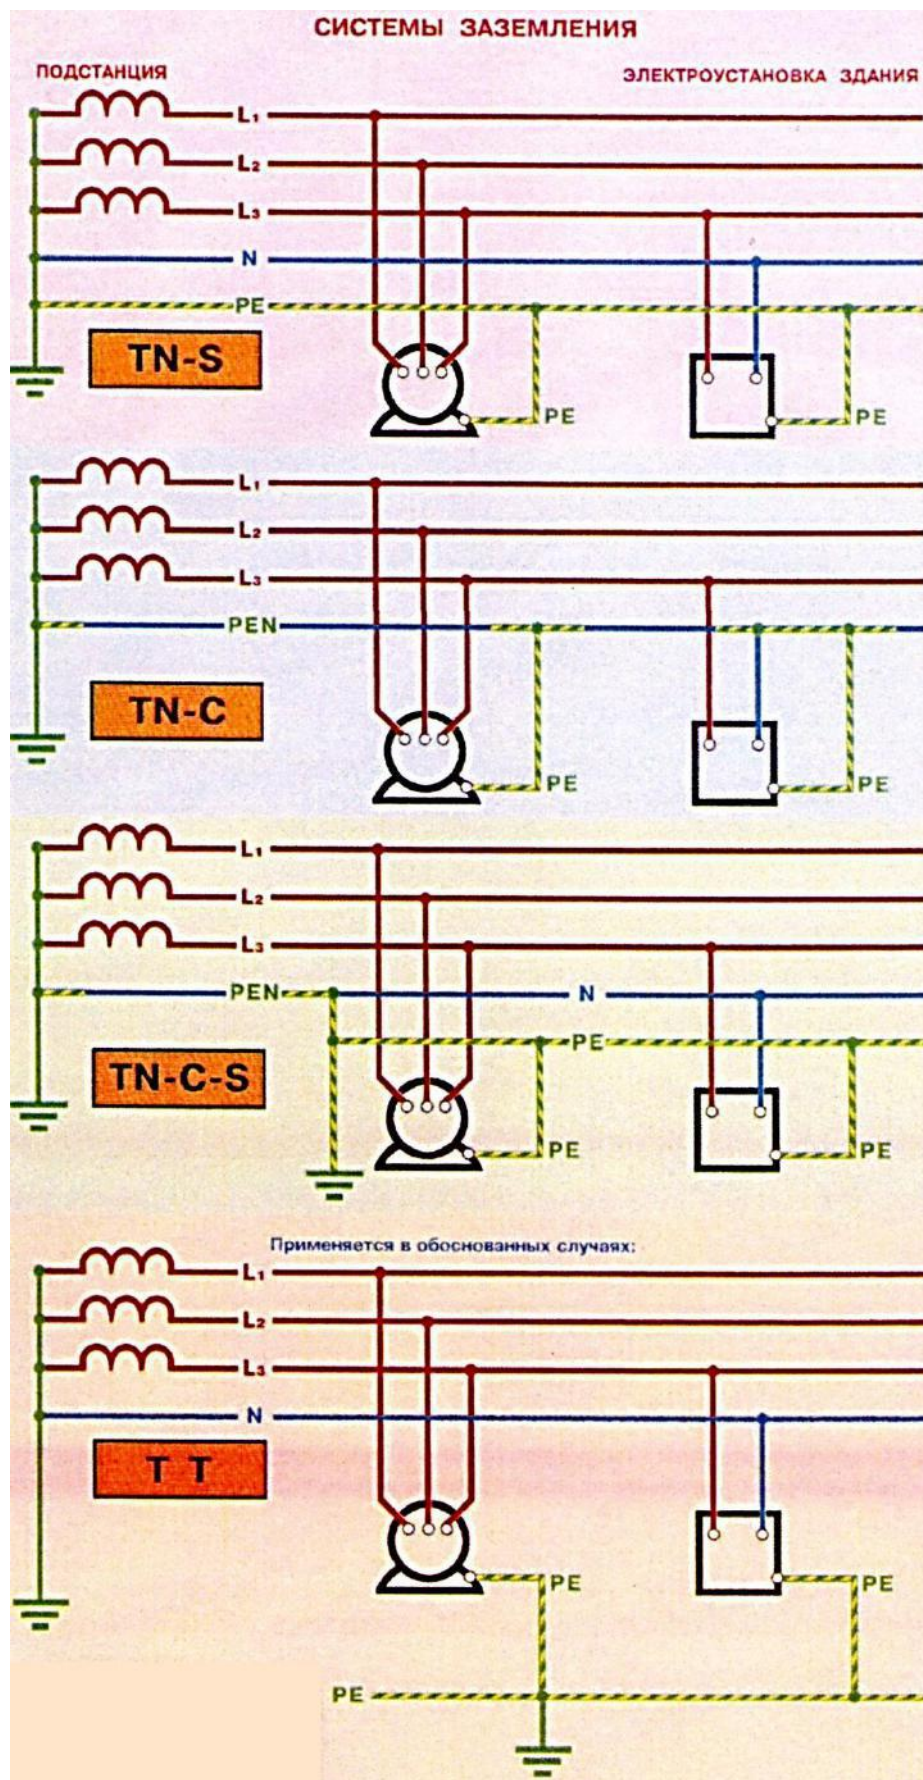 СИСТЕМЫ ЗАЗЕМЛЕНИЯ
ПОДСТАНЦИЯ
ЭЛЕКТРОУСТАНОВКА ЗДАНИЯ
L₁
L₂
L₃
N
PE
TN-S
PE
PE
L₁
L₂
L₃
PEN
TN-C
PE
PE
L₁
L₂
L₃
PEN
N
PE
TN-C-S
PE
PE
Применяется в обоснованных случаях:
L₁
L₂
L₃
N
T T
PE
PE
PE